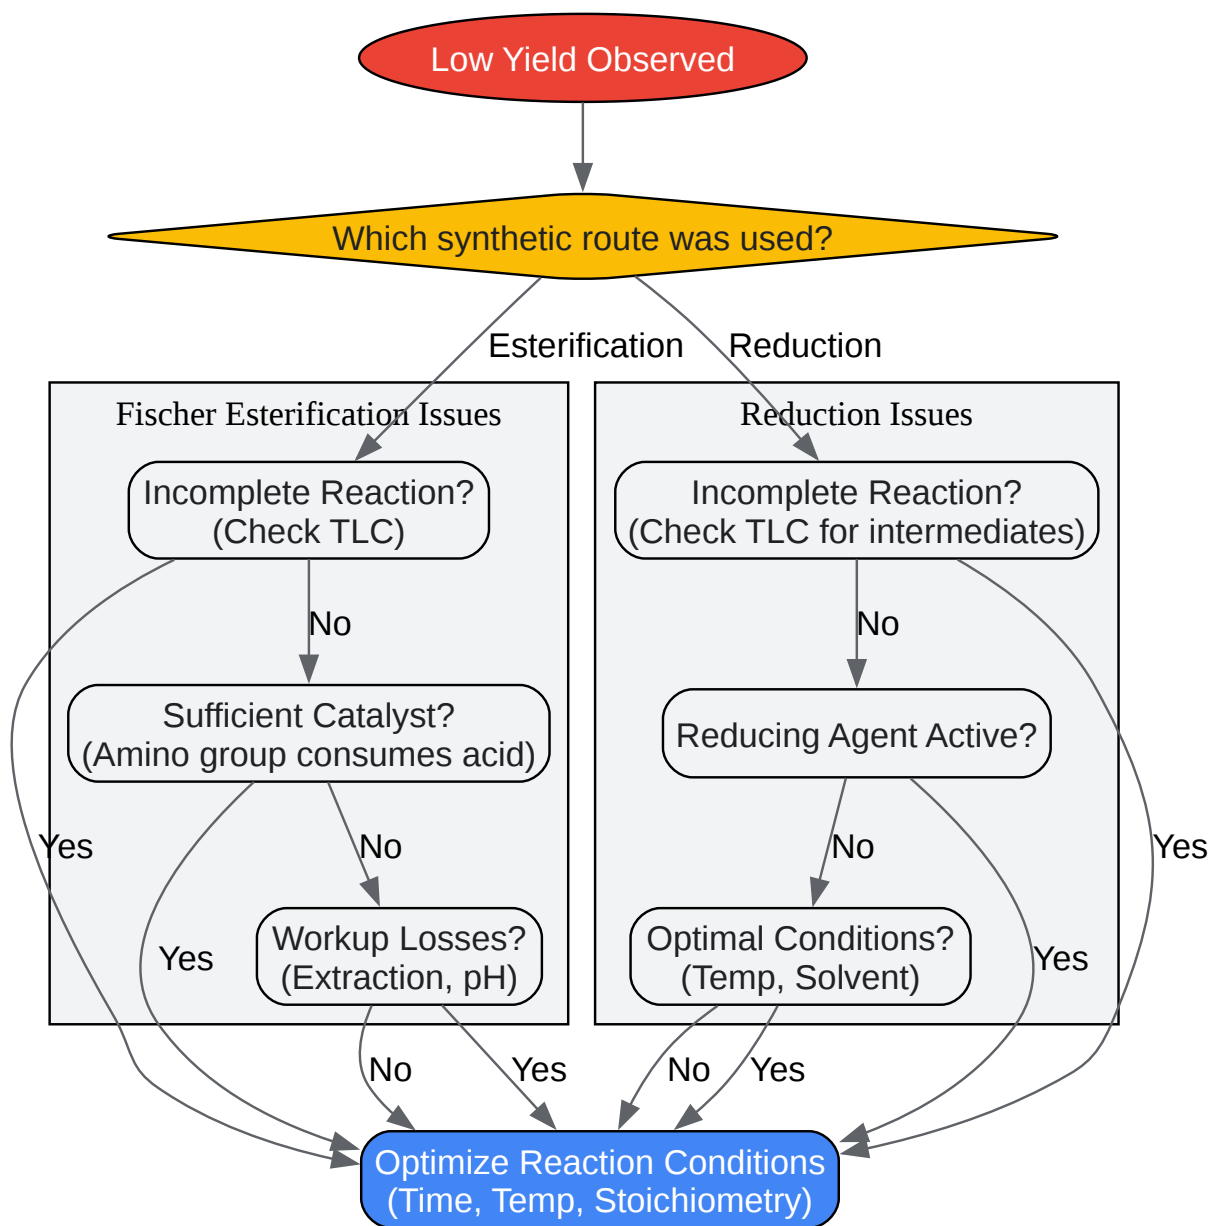 Low Yield Observed
Which synthetic route was used?
Esterification
Reduction
Fischer Esterification Issues
Reduction Issues
Incomplete Reaction?
(Check TLC)
Incomplete Reaction?
(Check TLC for intermediates)
No
No
Sufficient Catalyst?
(Amino group consumes acid)
Reducing Agent Active?
Yes
No
No
Yes
Workup Losses?
(Extraction, pH)
Optimal Conditions?
(Temp, Solvent)
Yes
Yes
No
Yes
No
Yes
Optimize Reaction Conditions
(Time, Temp, Stoichiometry)